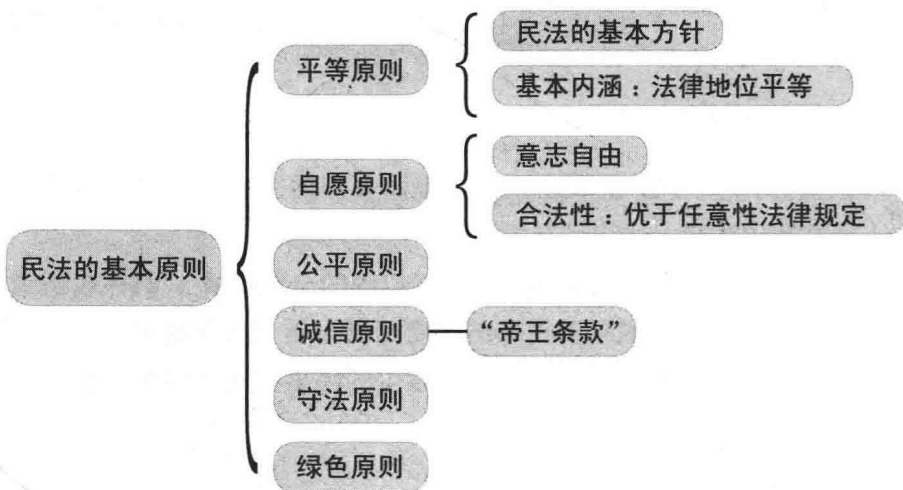 民法的基本原则
平等原则
民法的基本方针
基本内涵：法律地位平等
自愿原则
意志自由
合法性：优于任意性法律规定
公平原则
诚信原则
“帝王条款”
守法原则
绿色原则